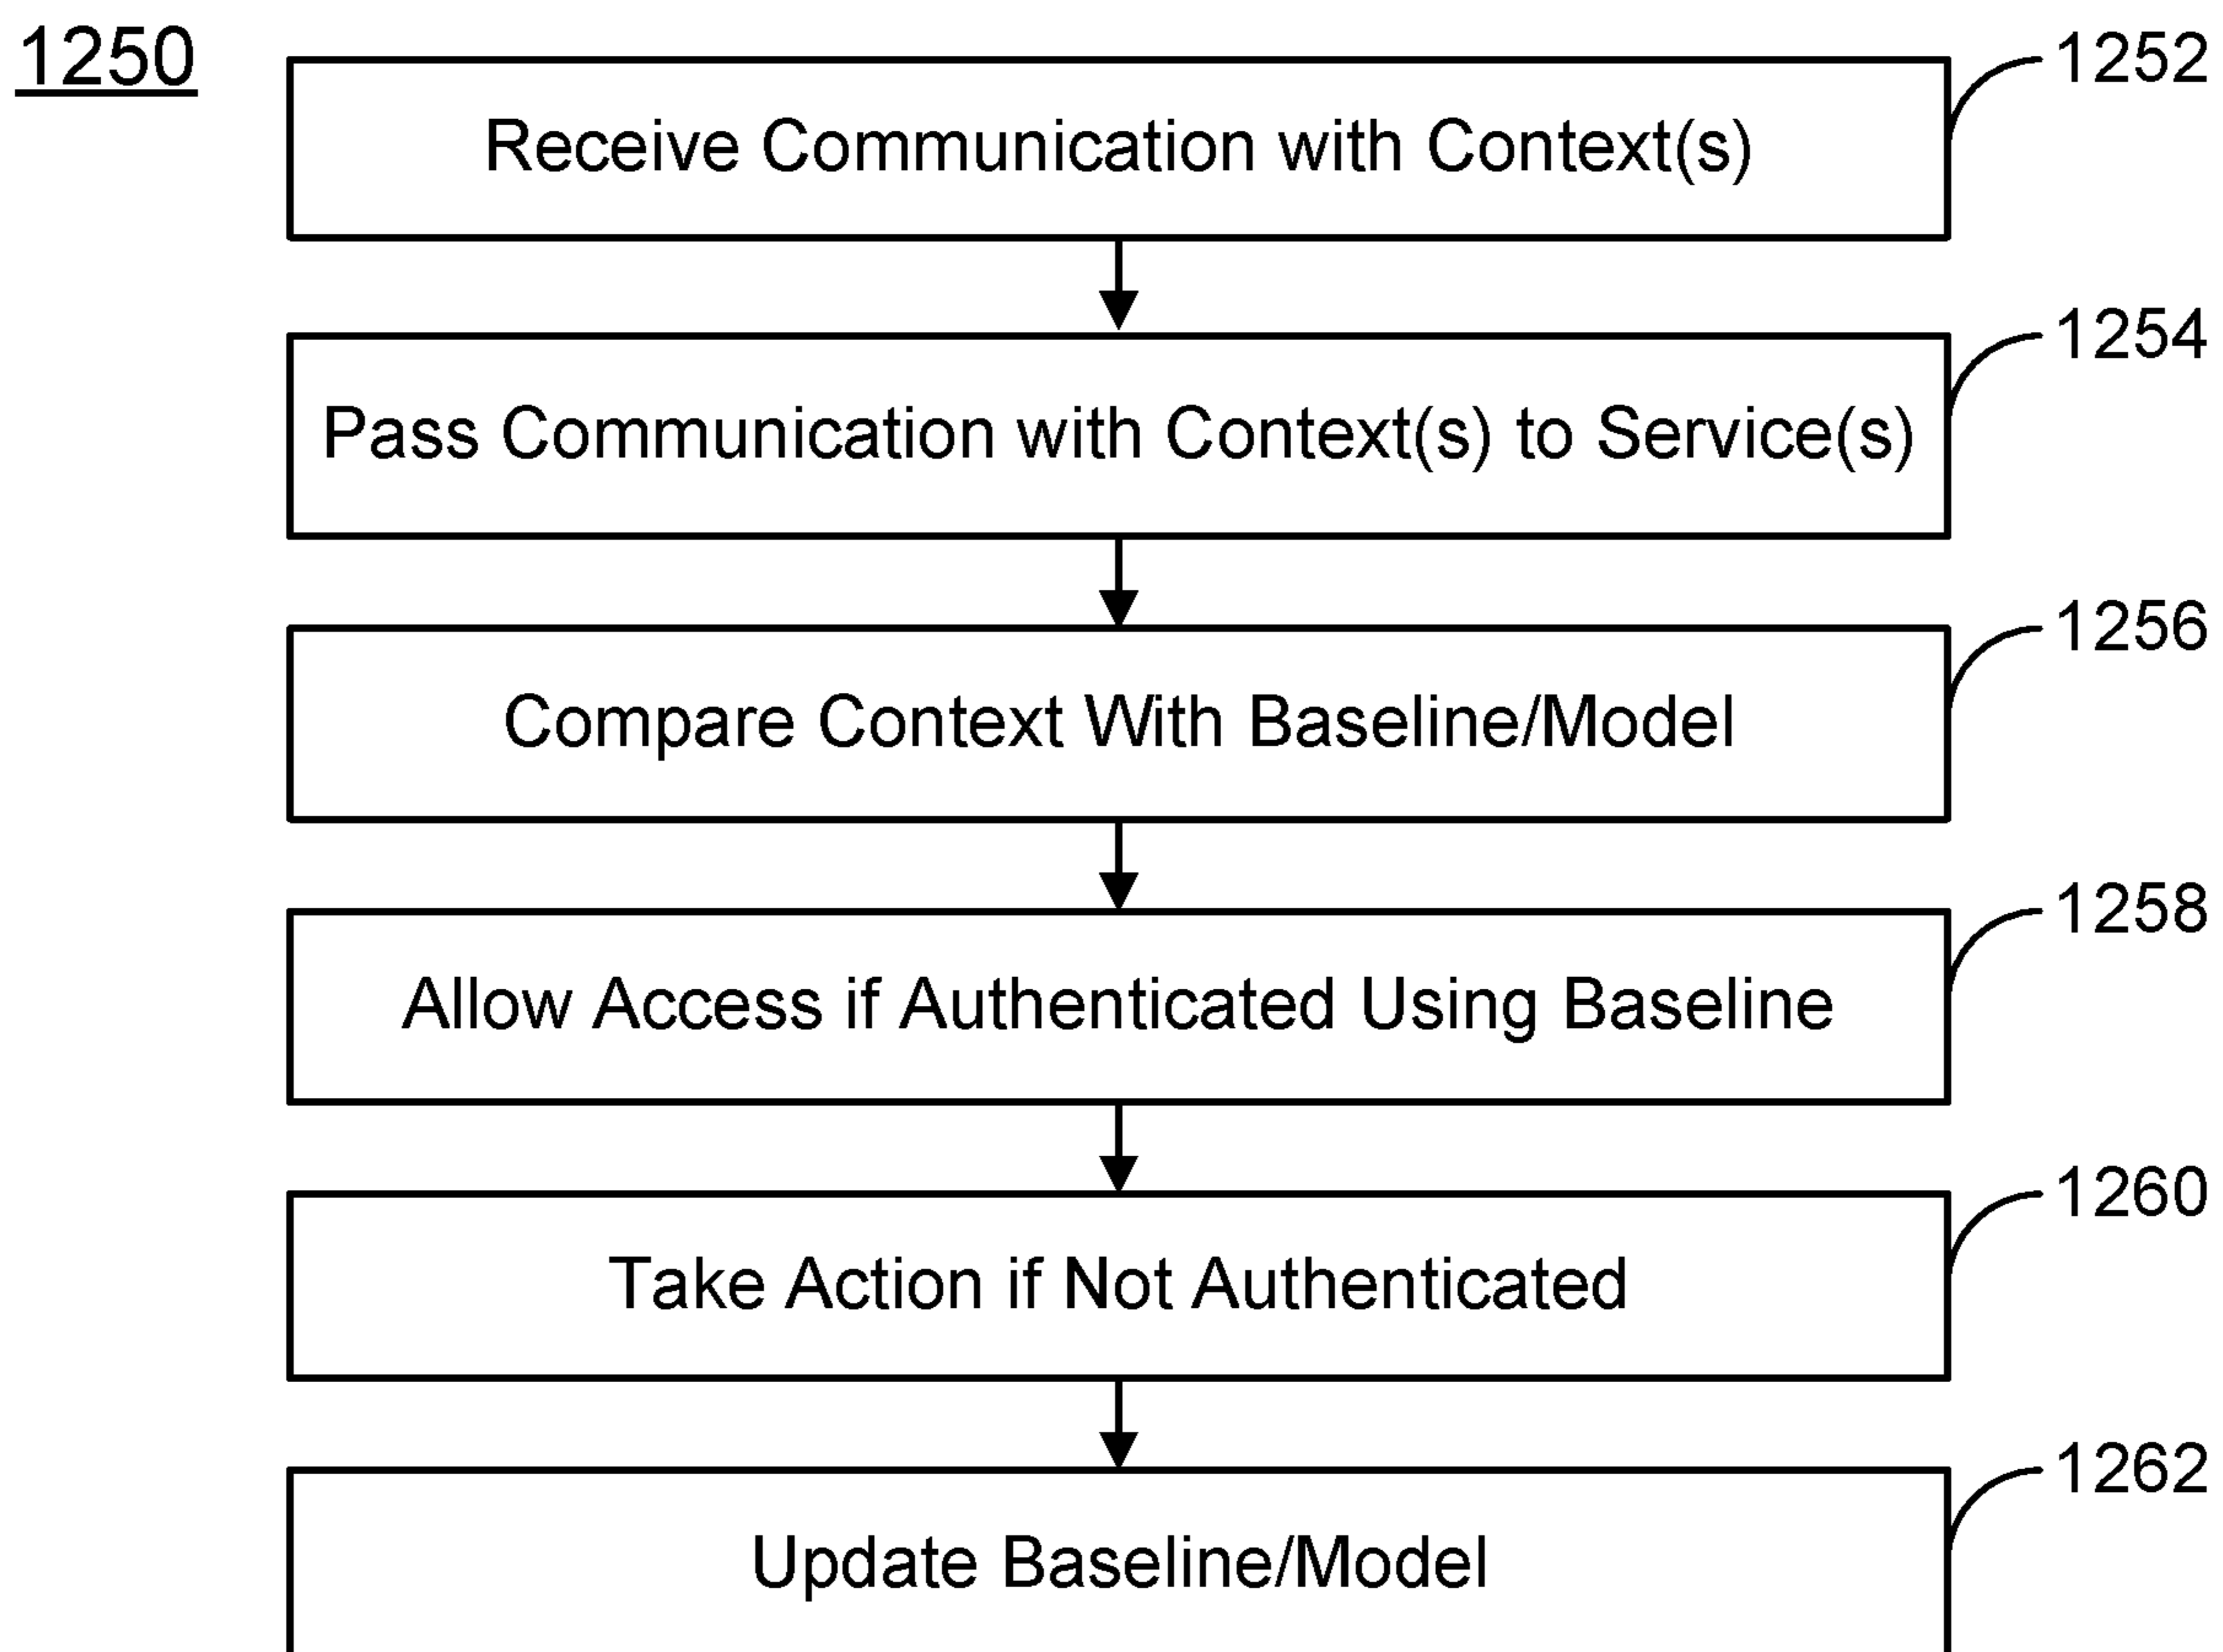 1250
1252
Receive Communication with Context(s)
1254
Pass Communication with Context(s) to Service(s)
1256
Compare Context With Baseline/Model
1258
Allow Access if Authenticated Using Baseline
1260
Take Action if Not Authenticated
1262
Update Baseline/Model